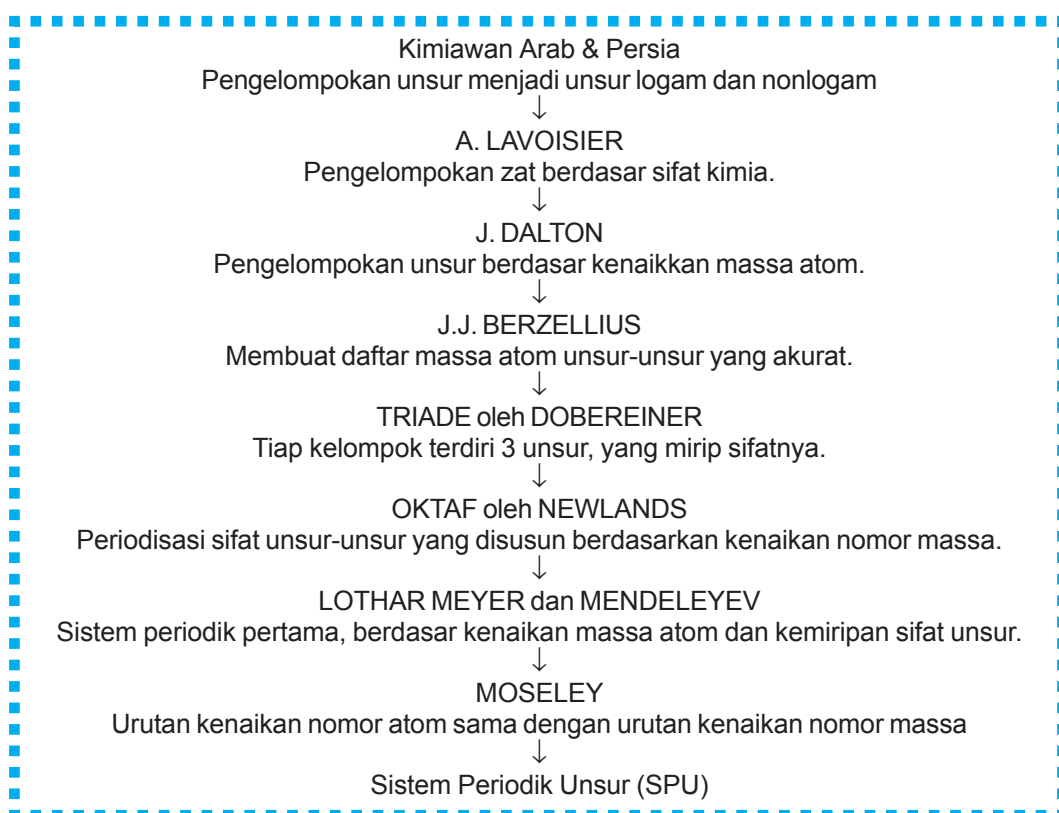 Kimiawan Arab & Persia
Pengelompokan unsur menjadi unsur logam dan nonlogam
↓
A. LAVOISIER
Pengelompokan zat berdasar sifat kimia.
↓
J. DALTON
Pengelompokan unsur berdasar kenaikkan massa atom.
↓
J.J. BERZELLIUS
Membuat daftar massa atom unsur-unsur yang akurat.
↓
TRIADE oleh DOBEREINER
Tiap kelompok terdiri 3 unsur, yang mirip sifatnya.
↓
OKTAF oleh NEWLANDS
Periodisasi sifat unsur-unsur yang disusun berdasarkan kenaikan nomor massa.
↓
LOTHAR MEYER dan MENDELEYEV
Sistem periodik pertama, berdasar kenaikan massa atom dan kemiripan sifat unsur.
↓
MOSELEY
Urutan kenaikan nomor atom sama dengan urutan kenaikan nomor massa
↓
Sistem Periodik Unsur (SPU)